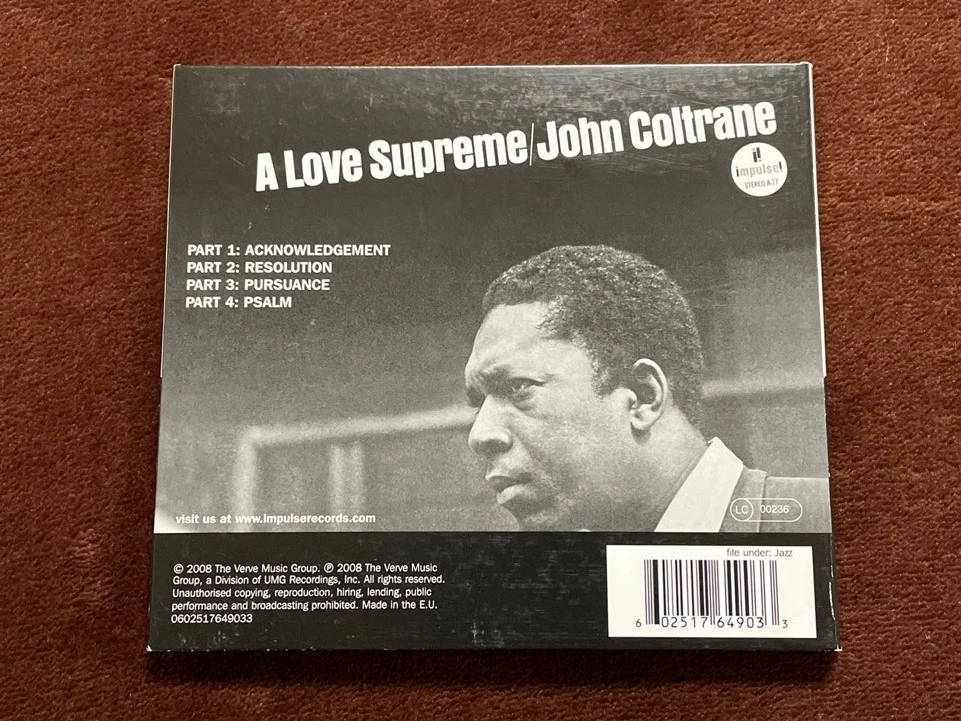 A Love Supreme/John Coltrane
i!
impulse!
STEREO A-77
PART 1: ACKNOWLEDGEMENT
PART 2: RESOLUTION
PART 3: PURSUANCE
PART 4: PSALM
visit us at www.impulserecords.com
LC 00236
file under: Jazz
© 2008 The Verve Music Group. ℗ 2008 The Verve Music
Group, a Division of UMG Recordings, Inc. All rights reserved.
Unauthorised copying, reproduction, hiring, lending, public
performance and broadcasting prohibited. Made in the E.U.
0602517649033
6 02517 64903 3